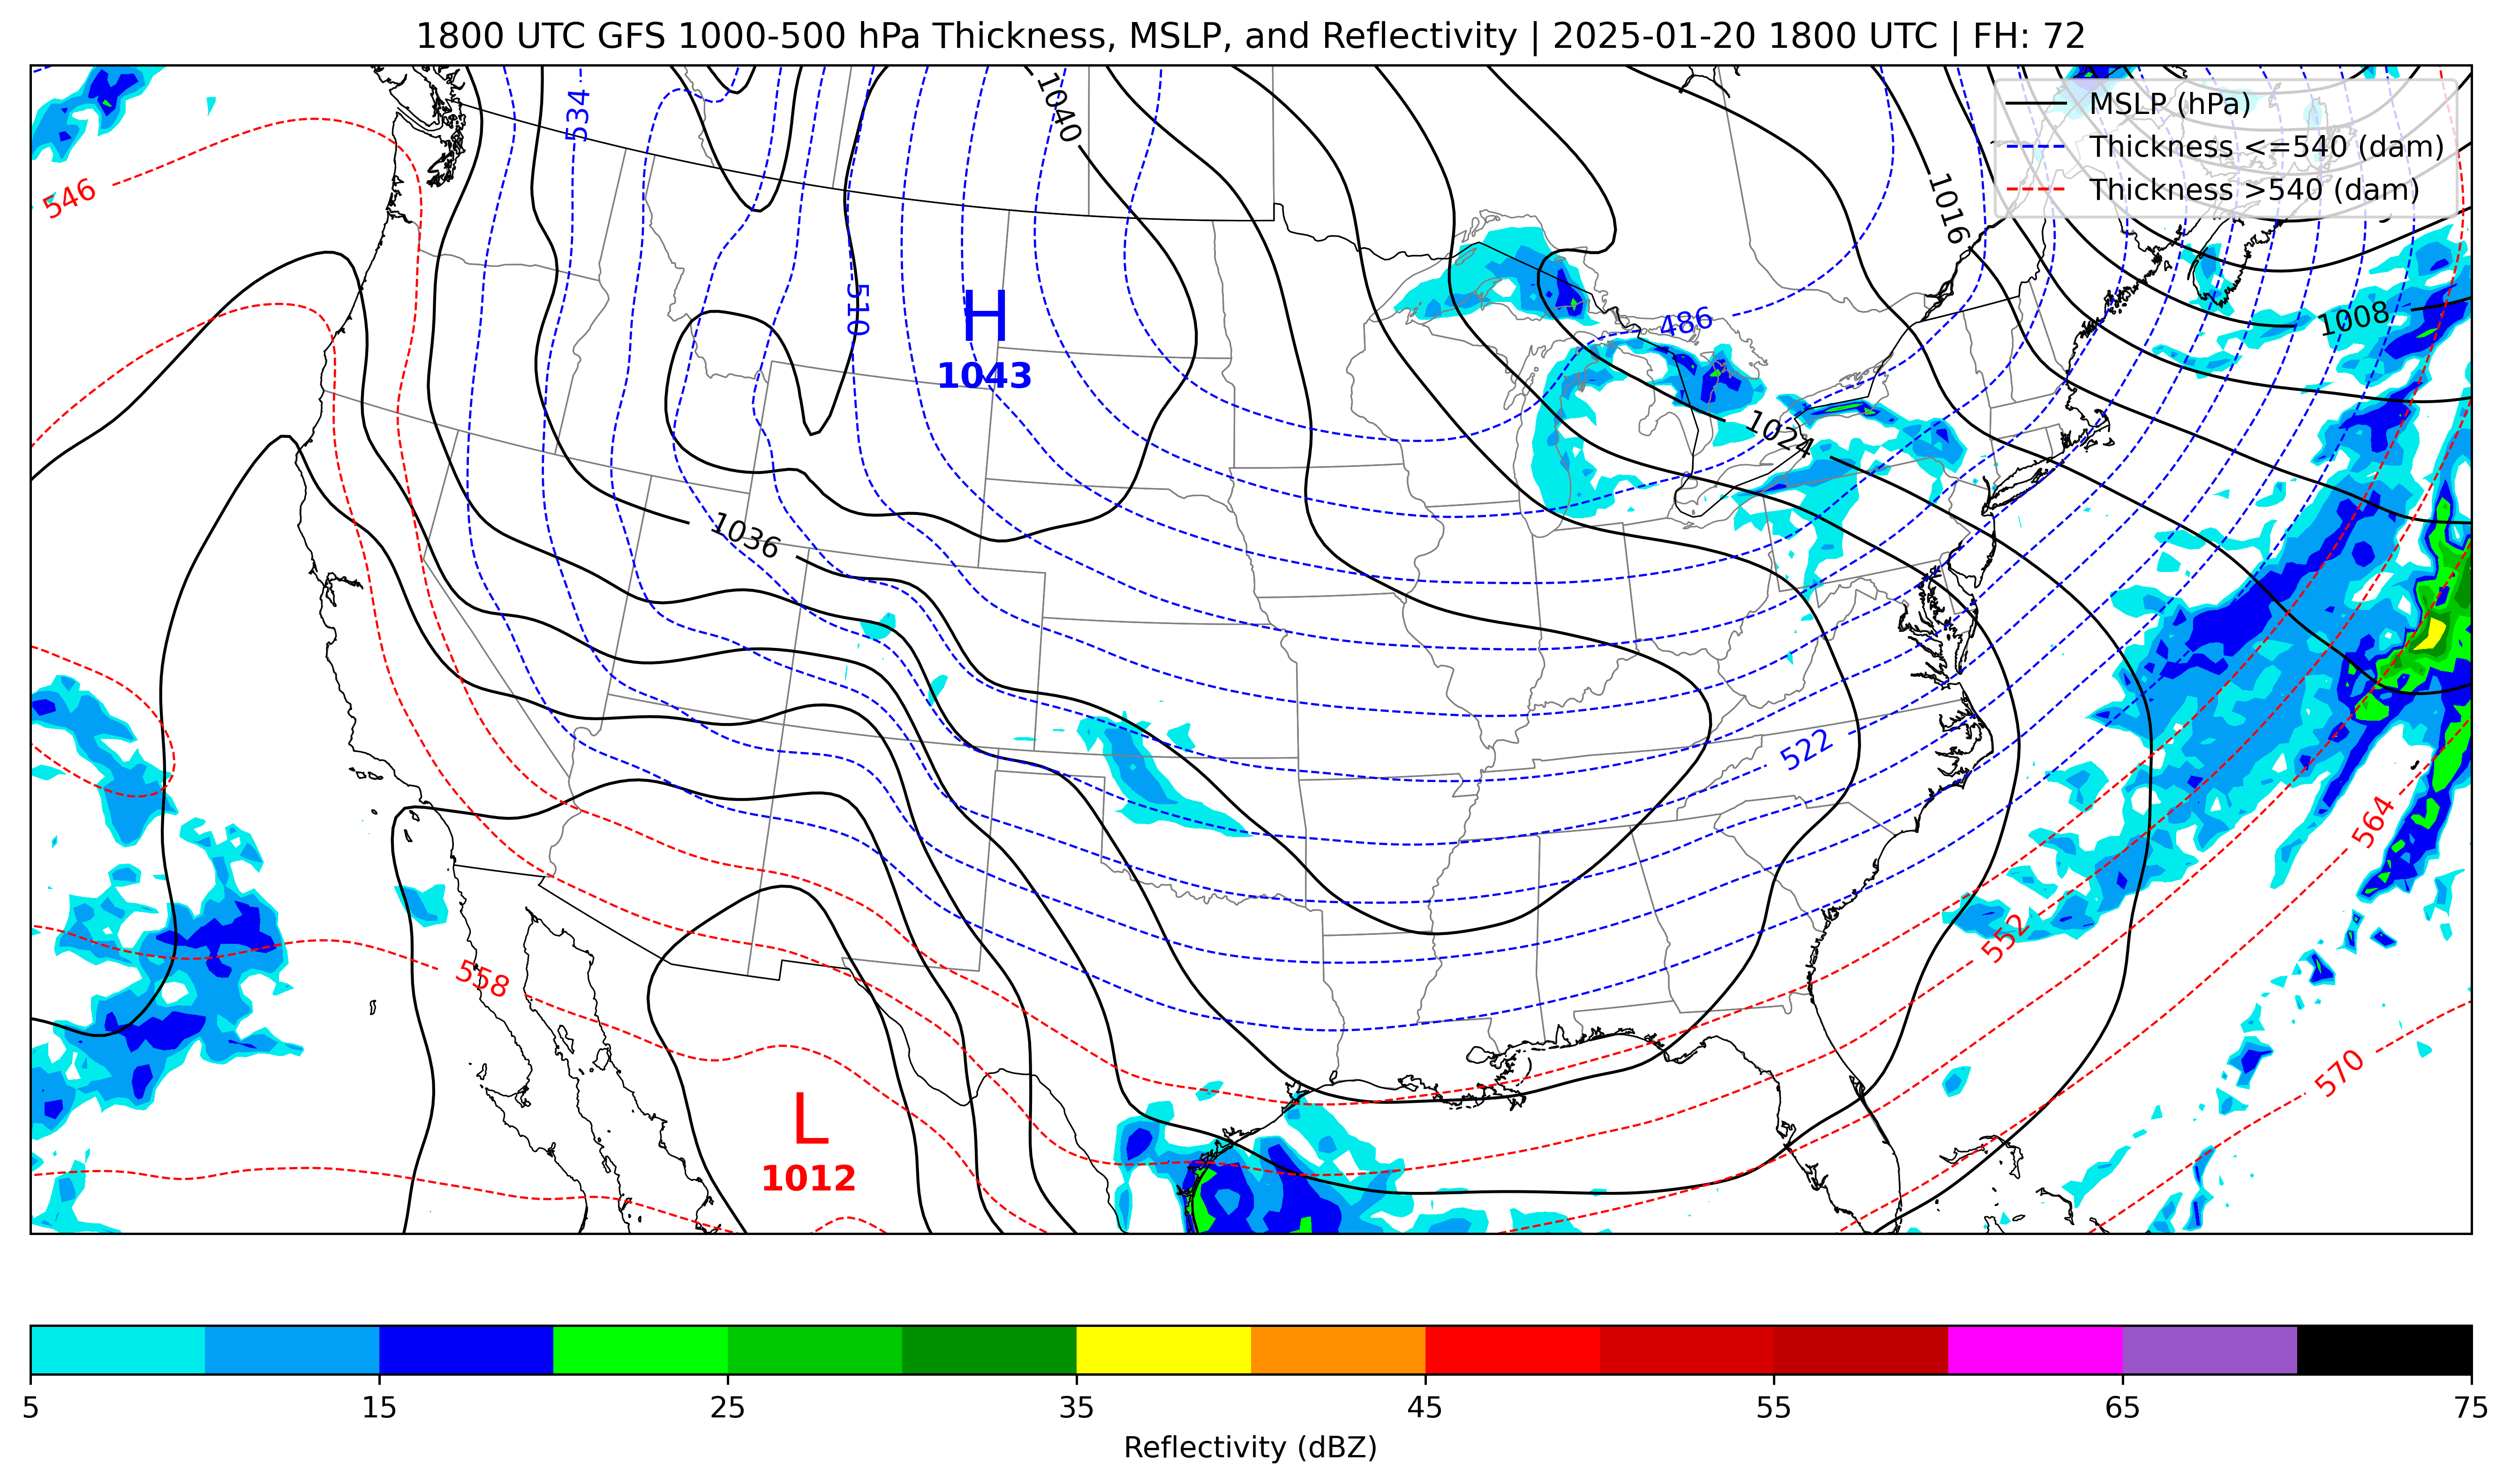 1800 UTC GFS 1000-500 hPa Thickness, MSLP, and Reflectivity | 2025-01-20 1800 UTC | FH: 72
MSLP (hPa)
Thickness <=540 (dam)
Thickness >540 (dam)
534
1040
546
1016
510
486
1008
H
1043
1024
1036
522
564
552
558
570
L
1012
5 15 25 35 45 55 65 75
Reflectivity (dBZ)